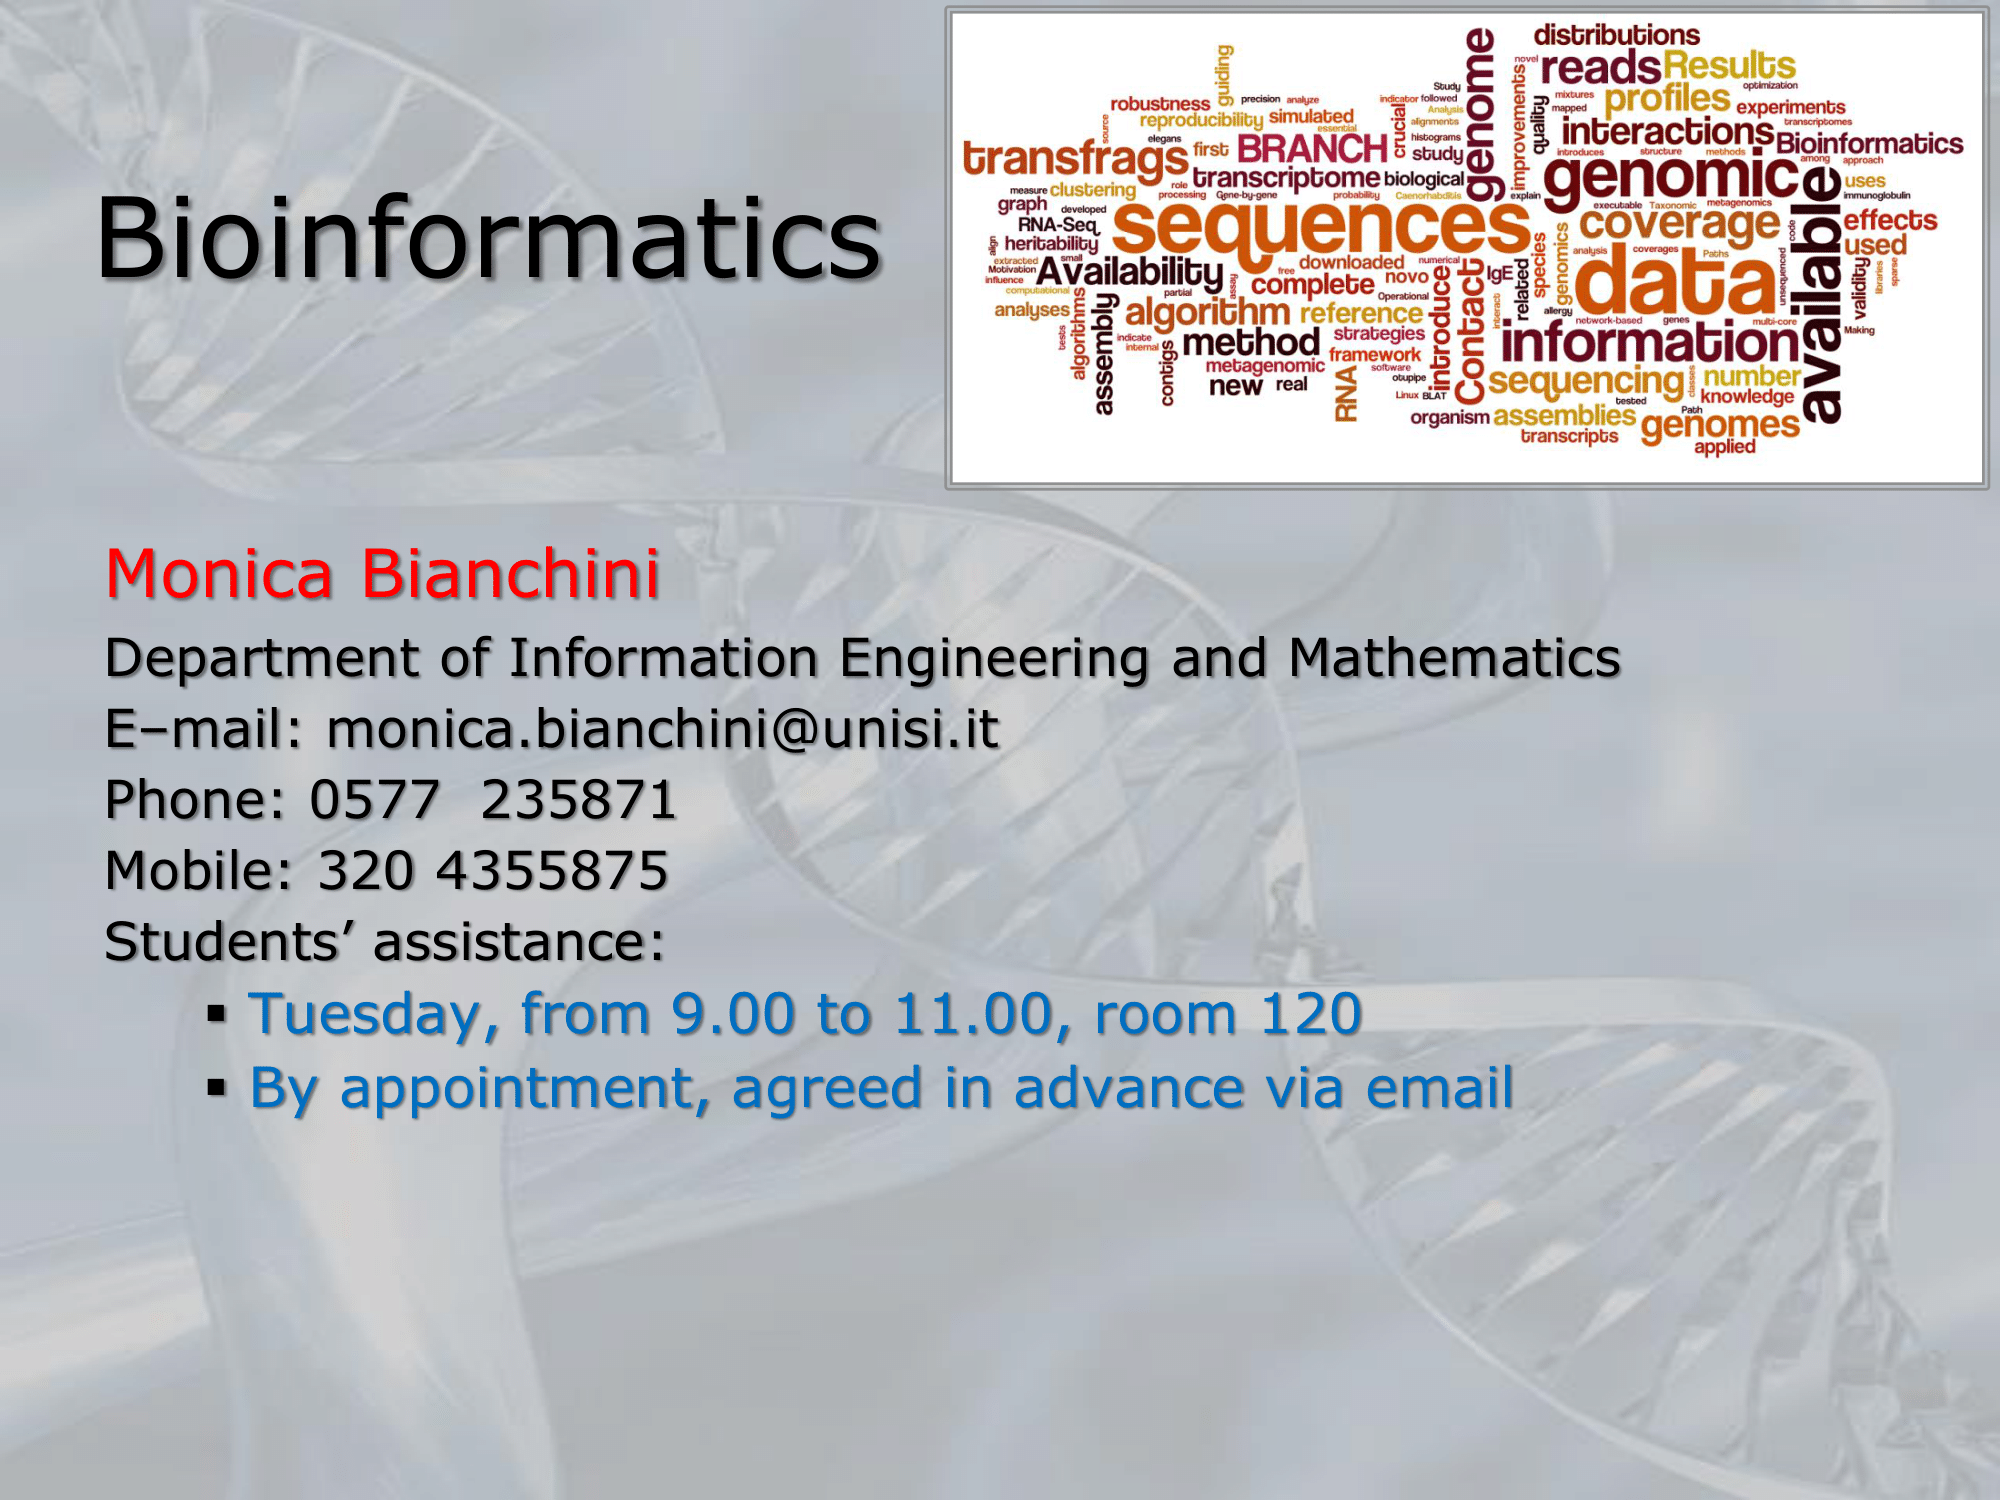 Bioinformatics
distributions
reads Results
novel
optimization
mixtures
mapped
profiles
experiments
transcriptomes
improvements
quality
genome
interactions
Bioinformatics
introduces structure methods among approach
genomic
uses
immunoglobulin
explain
executable Taxonomic metagenomics
coverage
effects
used
available
code
guiding
robustness
precision analyze
reproducibility simulated
essential
source
elegans
Study
indicator followed
Analysis
alignments
histograms
crucial
transfrags first BRANCH study
role transcriptome biological
measure clustering
processing Gene-by-gene probability Caenorhabditis
graph developed
RNA-Seq
heritability
sequences
align
extracted small
Motivation
influence
Availability
free downloaded numerical
complete novo
computational
partial
assay
Operational
analyses
algorithms
assembly
algorithm reference
tests
indicate
internal
method strategies
contigs
metagenomic framework
software
new real
otupipe
RNA
Linux BLAT
introduce
Contact
IgE
related
species
genomics
interact
allergy
analysis coverages Paths
data
unsequenced
validity
libraries
sparse
network-based genes multi-core
Making
information
sequencing number
classes
knowledge
tested
Path
organism assemblies genomes
transcripts applied
Monica Bianchini
Department of Information Engineering and Mathematics
E–mail: monica.bianchini@unisi.it
Phone: 0577  235871
Mobile: 320 4355875
Students’ assistance:
▪ Tuesday, from 9.00 to 11.00, room 120
▪ By appointment, agreed in advance via email